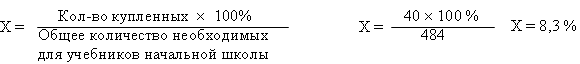 X = Кол-во купленных × 100%
Общее количество необходимых
для учебников начальной школы
X = 40 × 100 %
484
X = 8,3 %